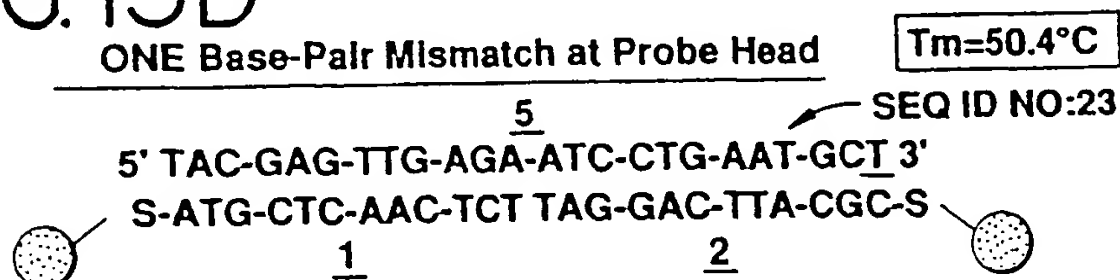 ONE Base-Pair Mismatch at Probe Head
Tm=50.4°C
SEQ ID NO:23
5
5' TAC-GAG-TTG-AGA-ATC-CTG-AAT-GCT 3'
S-ATG-CTC-AAC-TCT TAG-GAC-TTA-CGC-S
1
2